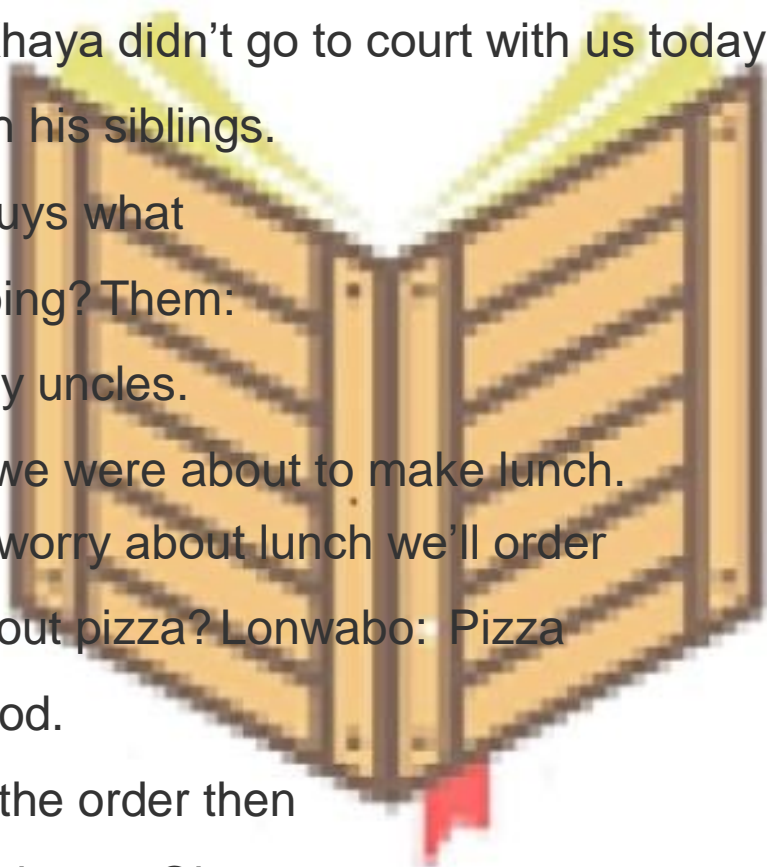 haya didn’t go to court with us today
his siblings.
uys what
oing? Them:
y uncles.
we were about to make lunch.
worry about lunch we’ll order
out pizza? Lonwabo: Pizza
od.
the order then